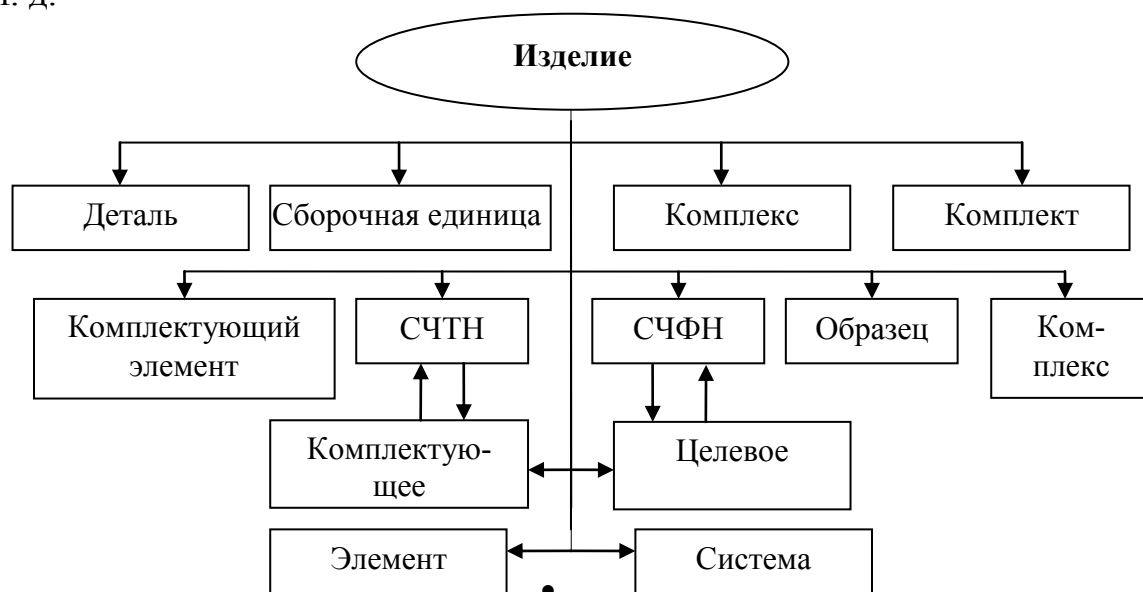 т. д.
Изделие
Деталь
Сборочная единица
Комплекс
Комплект
Комплектующий
элемент
СЧТН
СЧФН
Образец
Ком-
плекс
Комплектую-
щее
Целевое
Элемент
Система